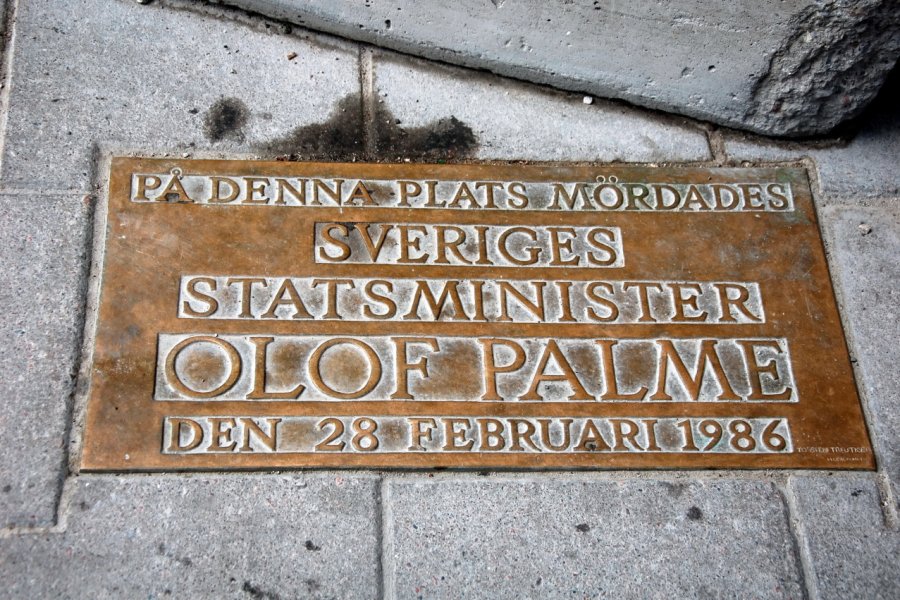 PÅ DENNA PLATS MÖRDADES
SVERIGES
STATSMINISTER
OLOF PALME
DEN 28 FEBRUARI 1986